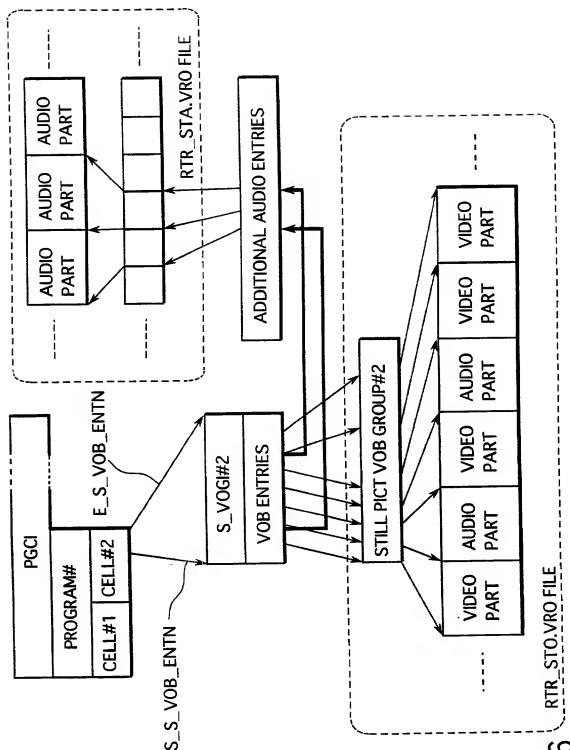 PGCI
PROGRAM#
CELL#1
CELL#2
S_S_VOB_ENTN
E_S_VOB_ENTN
S_VOGI#2
VOB ENTRIES
AUDIO PART
AUDIO PART
AUDIO PART
RTR_STA.VRO FILE
ADDITIONAL AUDIO ENTRIES
STILL PICT VOB GROUP#2
VIDEO PART
AUDIO PART
VIDEO PART
AUDIO PART
VIDEO PART
VIDEO PART
RTR_STO.VRO FILE